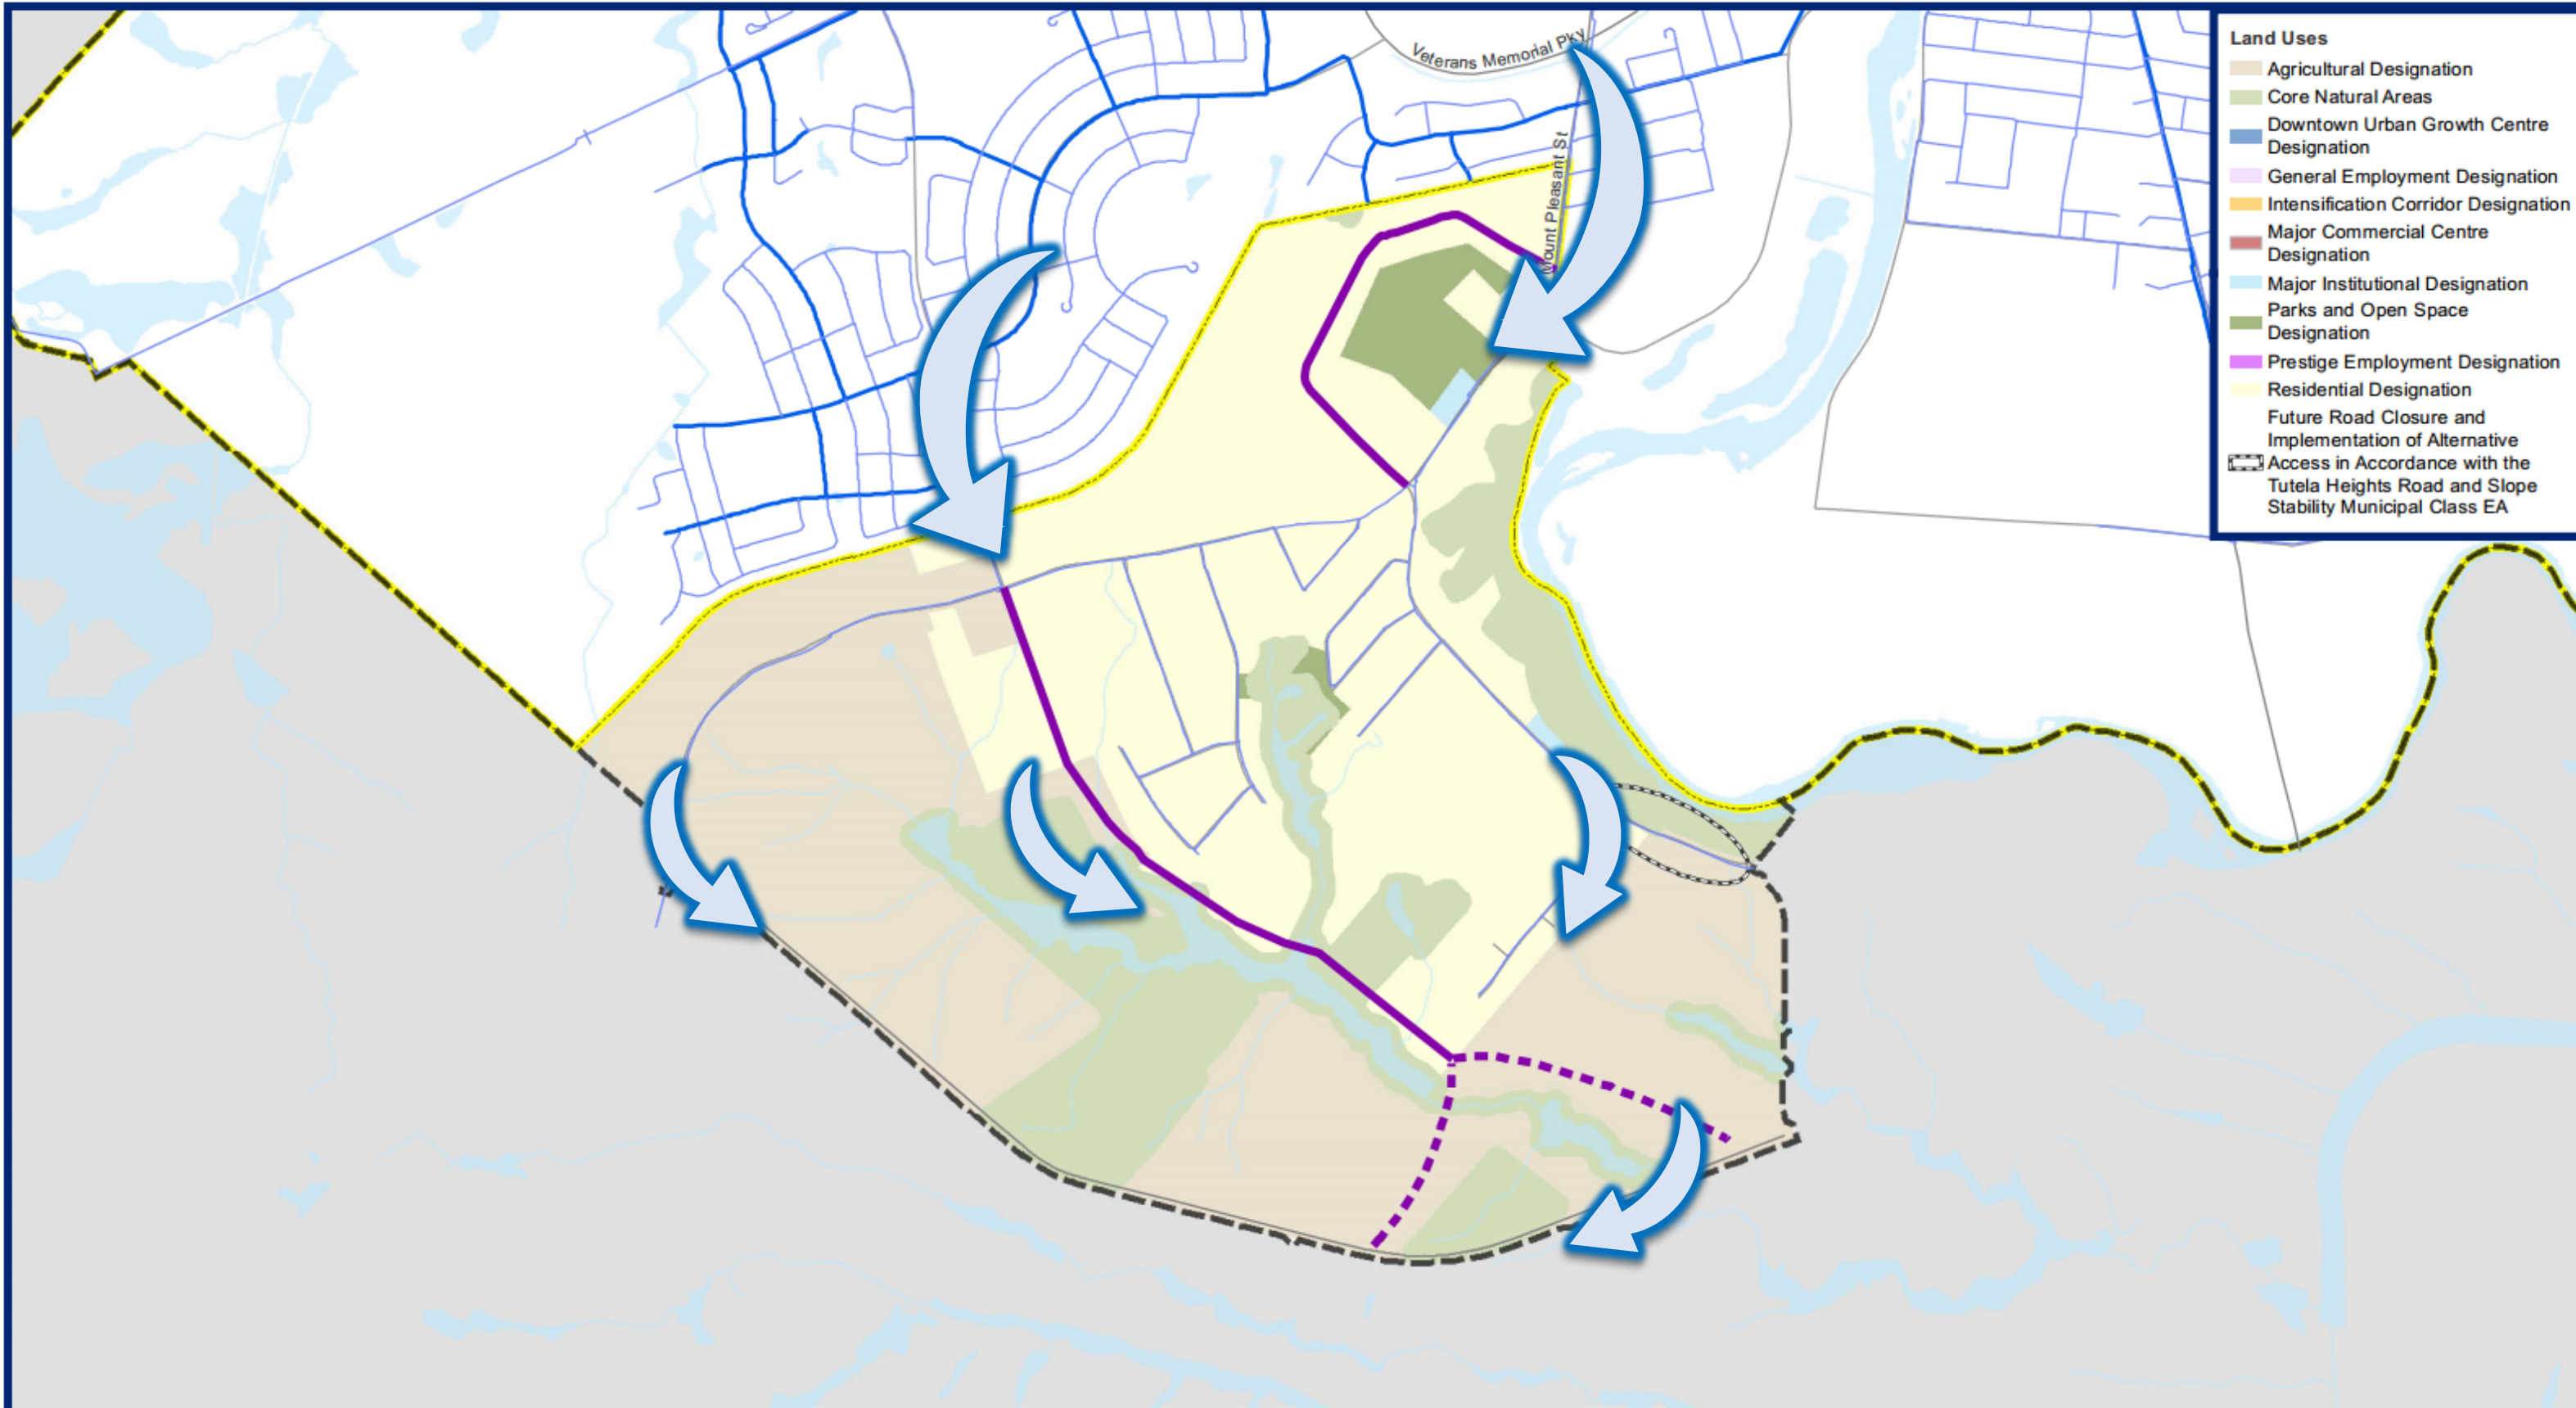 Veterans Memorial Pky
Mount Pleasant St
Land Uses
Agricultural Designation
Core Natural Areas
Downtown Urban Growth Centre
Designation
General Employment Designation
Intensification Corridor Designation
Major Commercial Centre
Designation
Major Institutional Designation
Parks and Open Space
Designation
Prestige Employment Designation
Residential Designation
Future Road Closure and
Implementation of Alternative
Access in Accordance with the
Tutela Heights Road and Slope
Stability Municipal Class EA